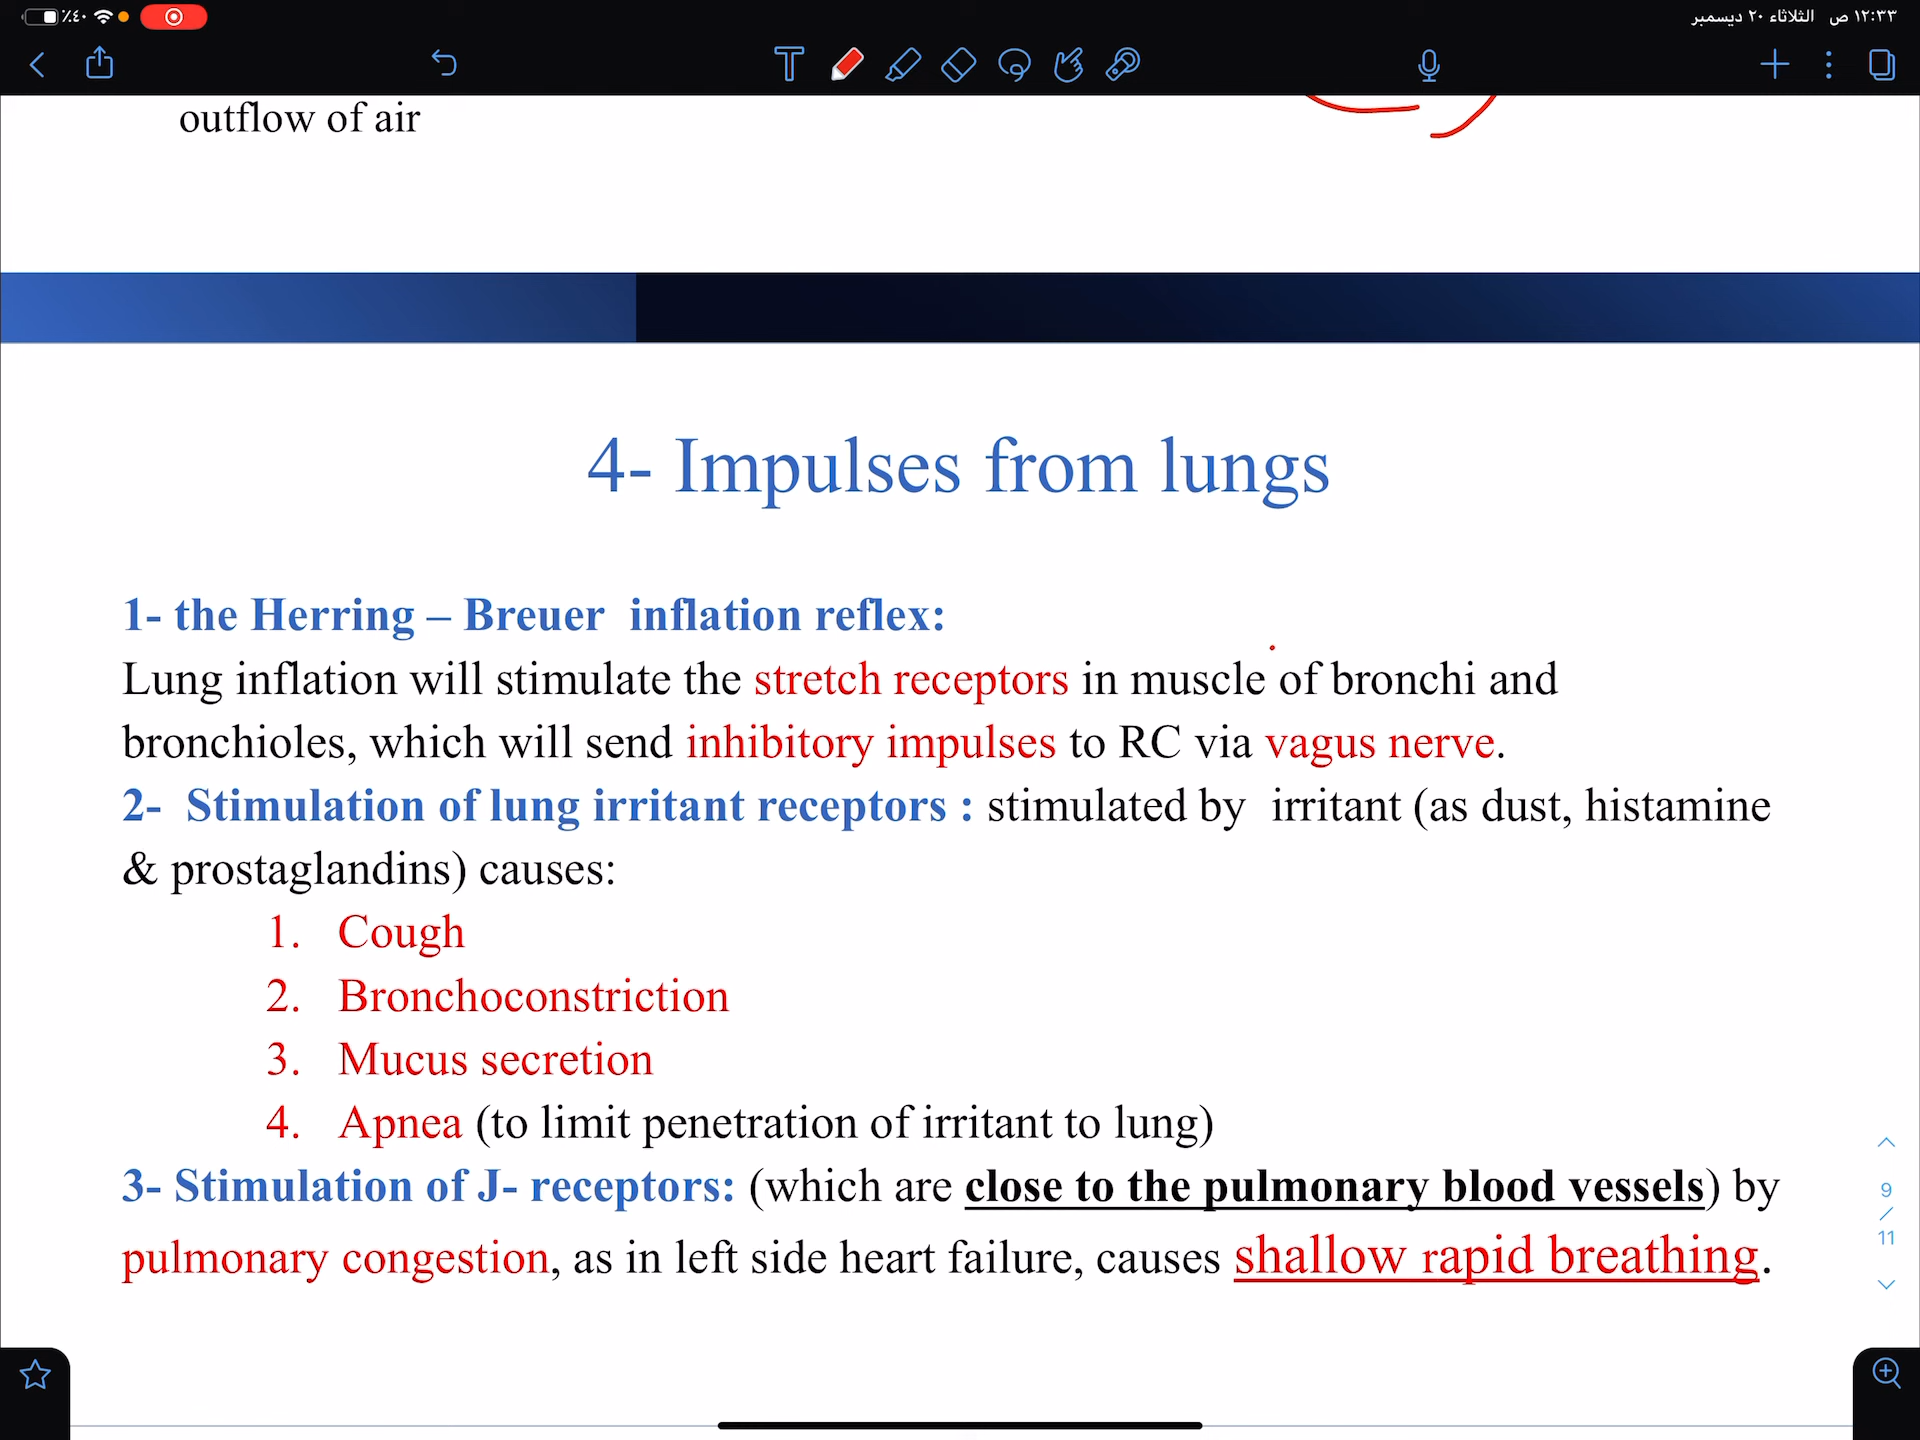 ٪٤٠
١٢:٣٣ ص الثلاثاء ٢٠ ديسمبر
outflow of air
4- Impulses from lungs
1- the Herring – Breuer  inflation reflex:
Lung inflation will stimulate the stretch receptors in muscle of bronchi and
bronchioles, which will send inhibitory impulses to RC via vagus nerve.
2-  Stimulation of lung irritant receptors : stimulated by  irritant (as dust, histamine
& prostaglandins) causes:
1. Cough
2. Bronchoconstriction
3. Mucus secretion
4. Apnea (to limit penetration of irritant to lung)
3- Stimulation of J- receptors: (which are close to the pulmonary blood vessels) by
pulmonary congestion, as in left side heart failure, causes shallow rapid breathing.
9
/
11